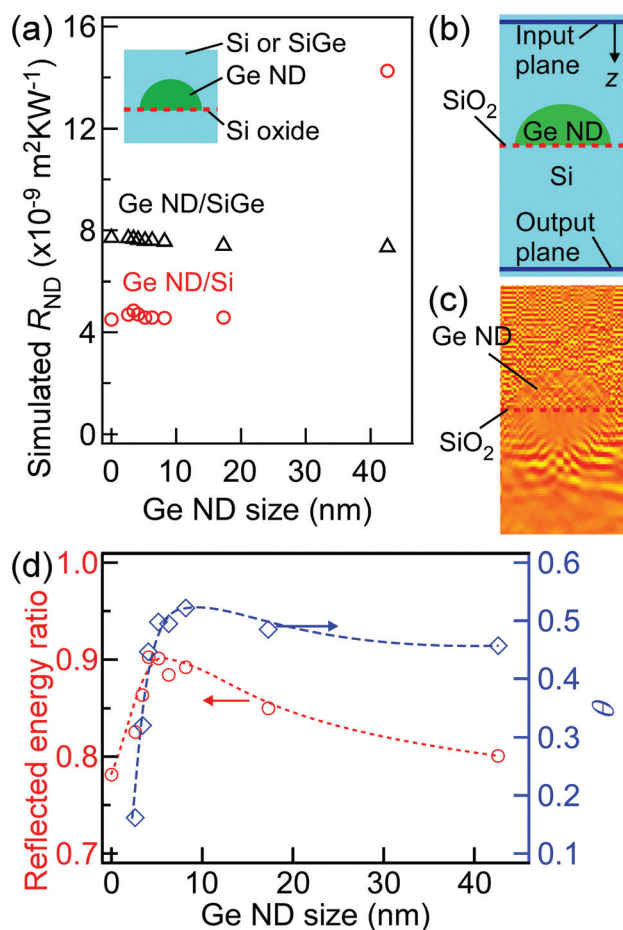 (a)
16
12
8
4
0
Simulated R_ND (x10⁻⁹ m²KW⁻¹)
Si or SiGe
Ge ND
Si oxide
Ge ND/SiGe
Ge ND/Si
0 10 20 30 40
Ge ND size (nm)
(b)
Input
plane
z
SiO₂
Ge ND
Si
Output
plane
(c)
Ge ND
SiO₂
(d)
1.0
0.9
0.8
0.7
Reflected energy ratio
0.6
0.5
0.4
0.3
0.2
0.1
θ
0 10 20 30 40
Ge ND size (nm)